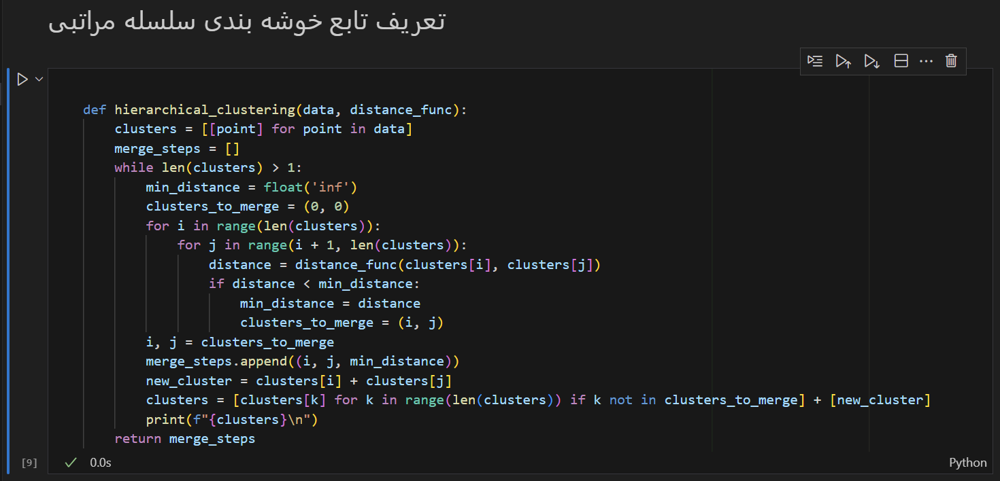 تعریف تابع خوشه بندی سلسله مراتبی
def hierarchical_clustering(data, distance_func):
    clusters = [[point] for point in data]
    merge_steps = []
    while len(clusters) > 1:
        min_distance = float('inf')
        clusters_to_merge = (0, 0)
        for i in range(len(clusters)):
            for j in range(i + 1, len(clusters)):
                distance = distance_func(clusters[i], clusters[j])
                if distance < min_distance:
                    min_distance = distance
                    clusters_to_merge = (i, j)
        i, j = clusters_to_merge
        merge_steps.append((i, j, min_distance))
        new_cluster = clusters[i] + clusters[j]
        clusters = [clusters[k] for k in range(len(clusters)) if k not in clusters_to_merge] + [new_cluster]
        print(f"{clusters}\n")
    return merge_steps
[9] 0.0s Python